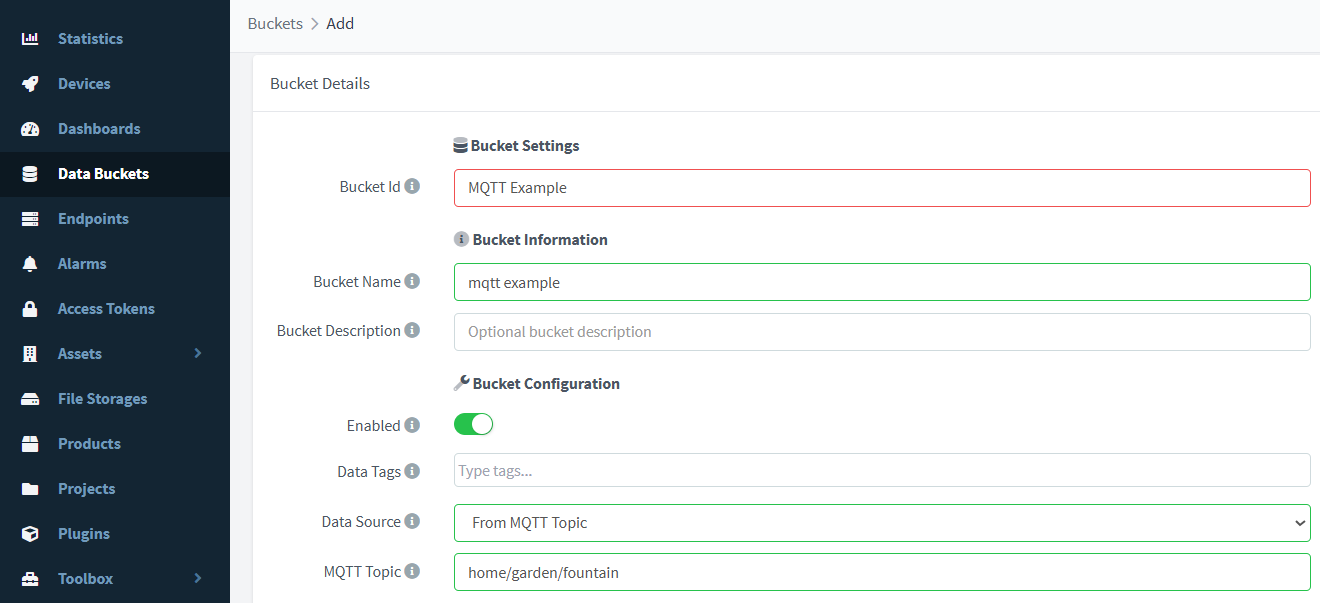 Statistics
Devices
Dashboards
Data Buckets
Endpoints
Alarms
Access Tokens
Assets
File Storages
Products
Projects
Plugins
Toolbox
Buckets > Add
Bucket Details
Bucket Settings
Bucket Id
MQTT Example
Bucket Information
Bucket Name
mqtt example
Bucket Description
Optional bucket description
Bucket Configuration
Enabled
Data Tags
Type tags...
Data Source
From MQTT Topic
MQTT Topic
home/garden/fountain